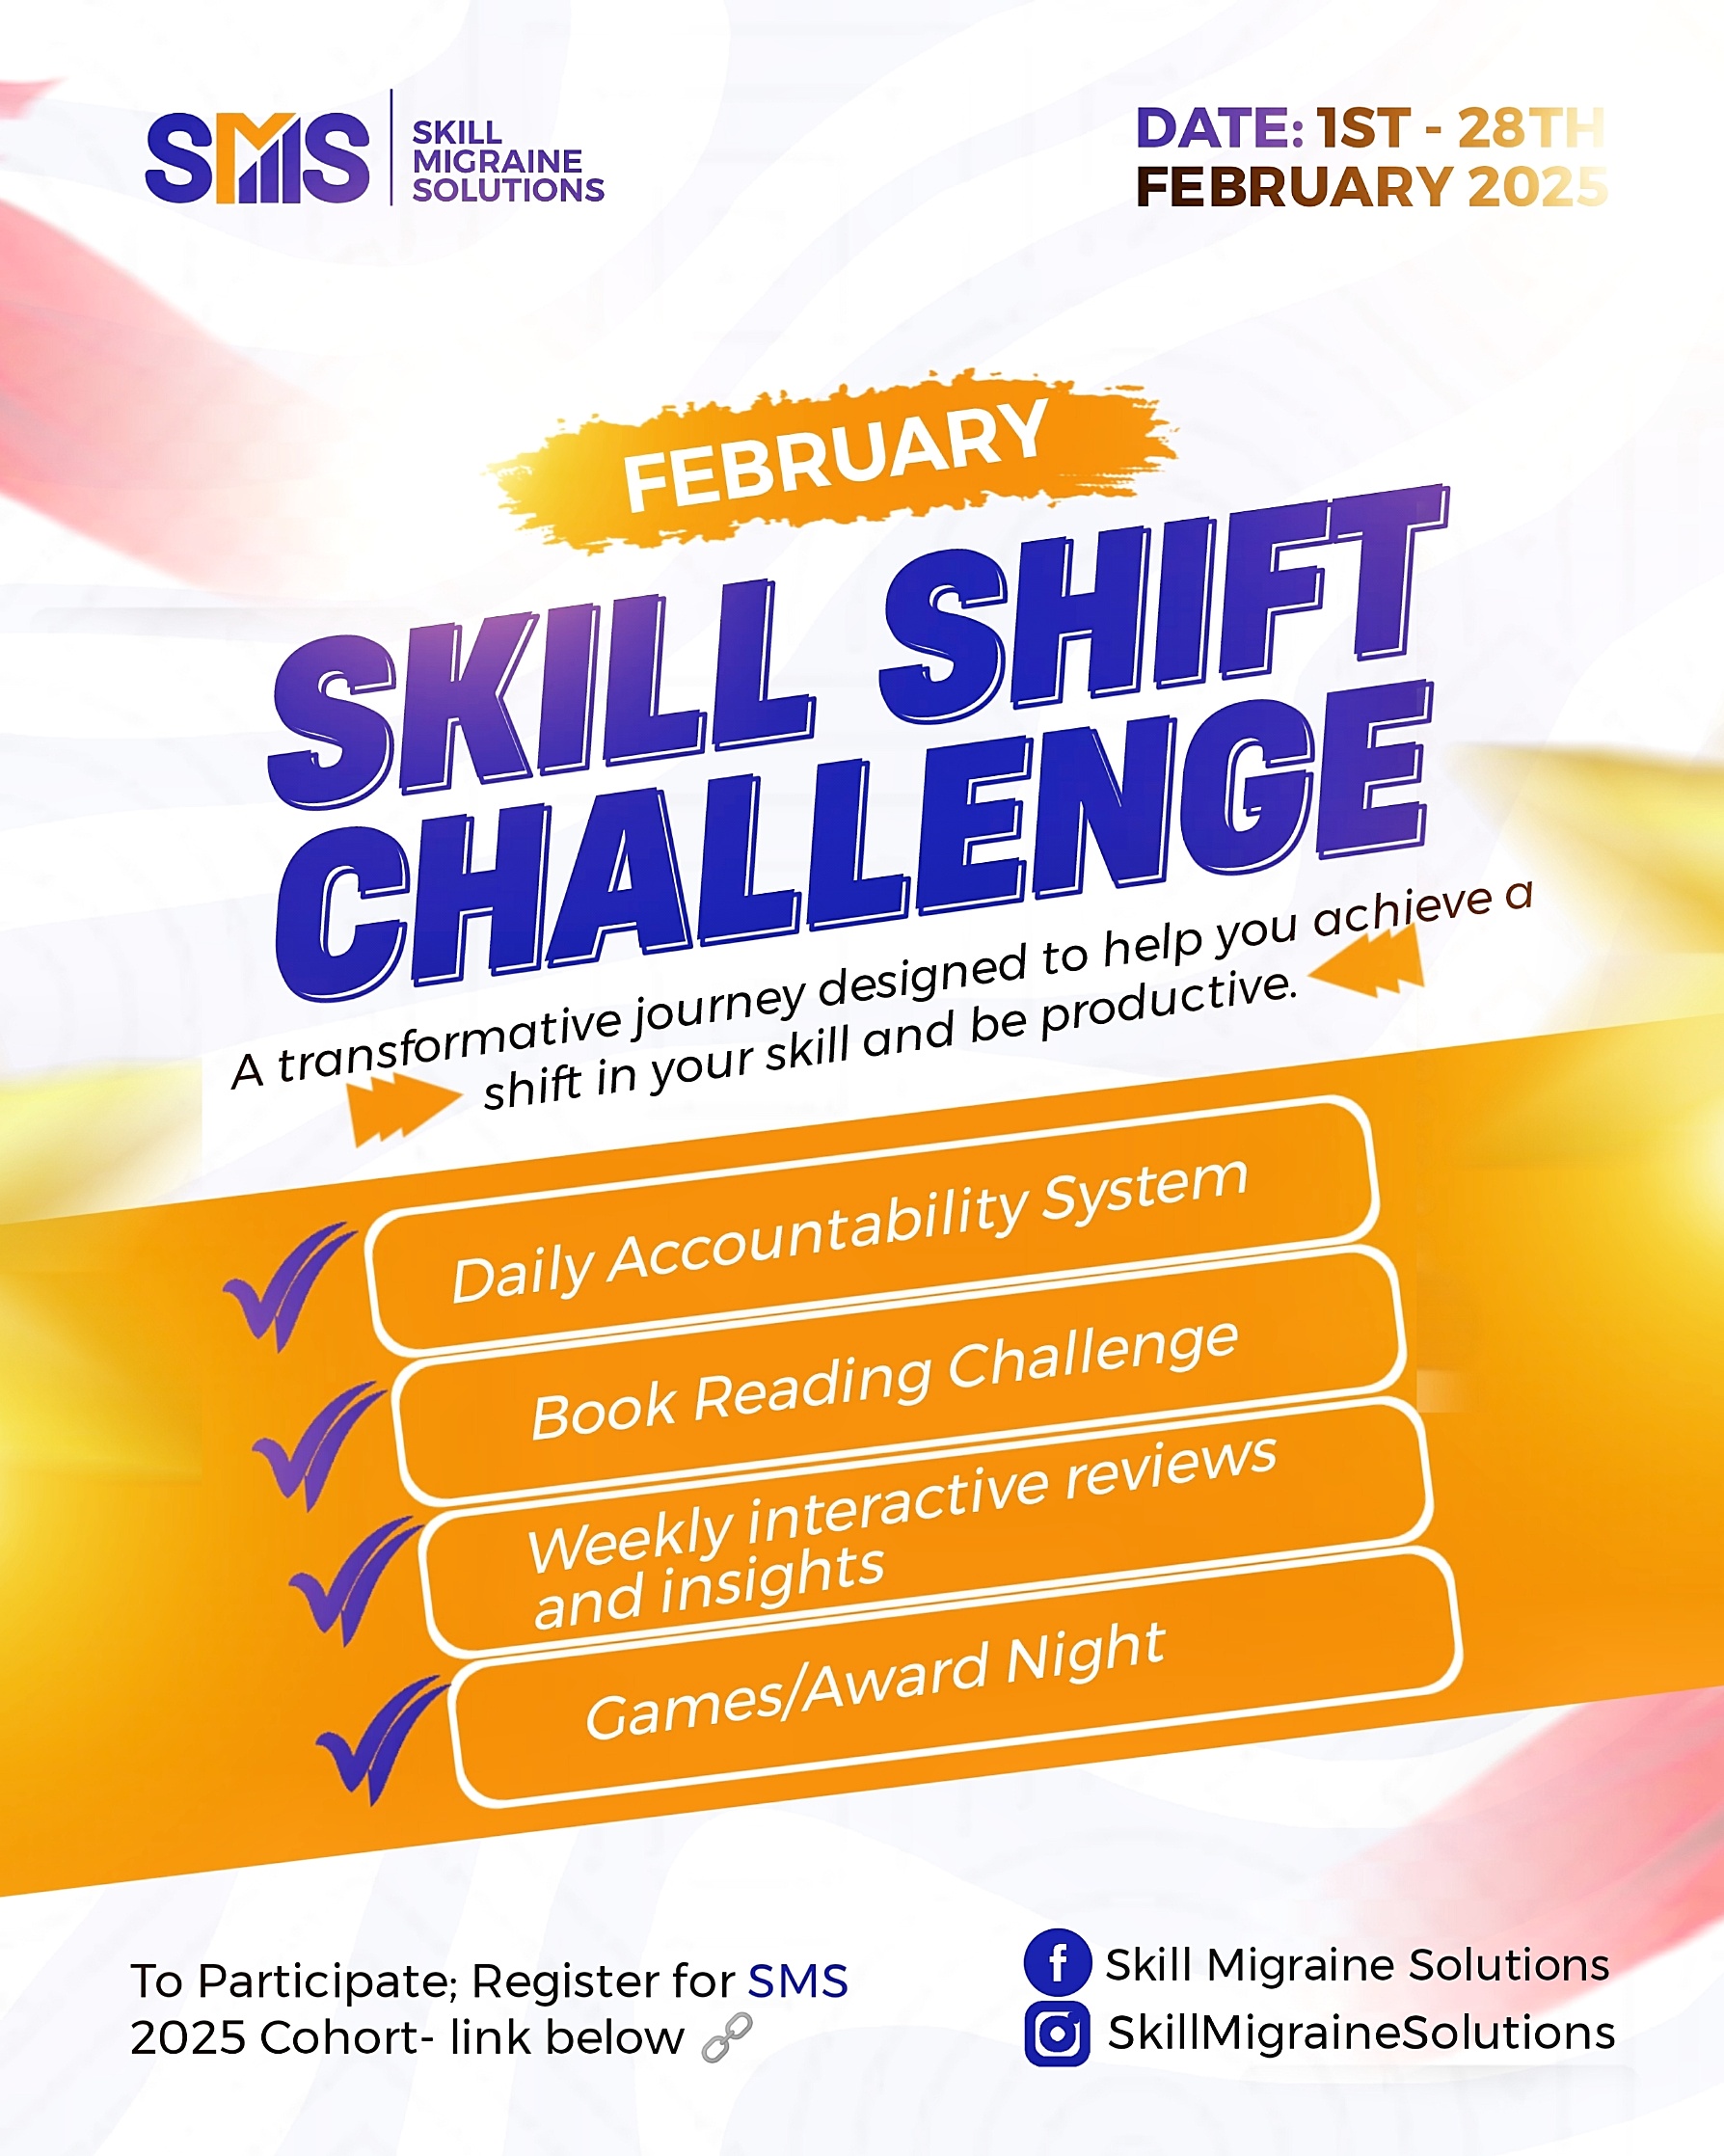 SMS
SKILL
MIGRAINE
SOLUTIONS
DATE: 1ST - 28TH
FEBRUARY 2025
FEBRUARY
SKILL SHIFT
CHALLENGE
A transformative journey designed to help you achieve a
shift in your skill and be productive.
Daily Accountability System
Book Reading Challenge
Weekly interactive reviews
and insights
Games/Award Night
To Participate; Register for SMS
2025 Cohort- link below
Skill Migraine Solutions
SkillMigraineSolutions